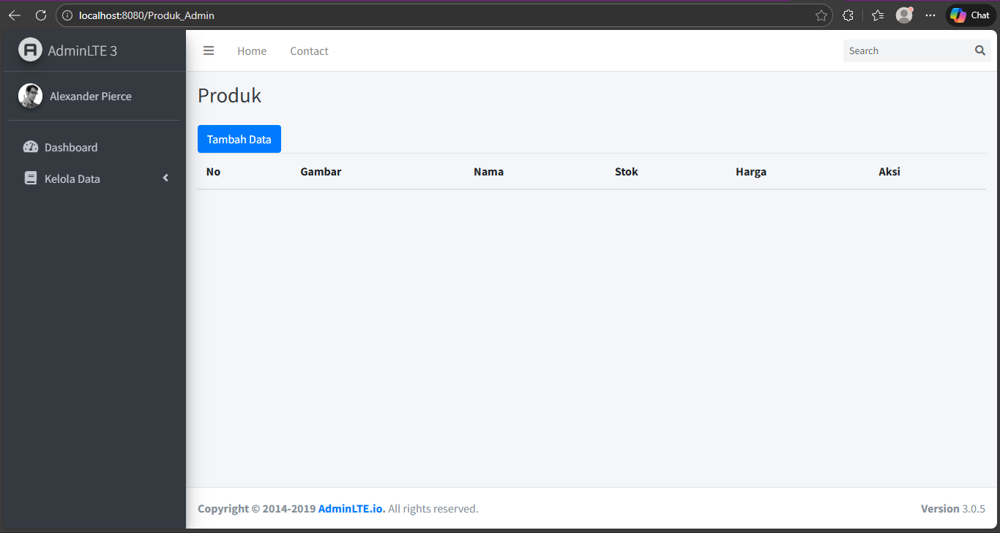 localhost:8080/Produk_Admin
Chat
AdminLTE 3
Home Contact
Search
Alexander Pierce
Produk
Tambah Data
Dashboard
Kelola Data
No Gambar Nama Stok Harga Aksi
Copyright © 2014-2019 AdminLTE.io. All rights reserved.
Version 3.0.5